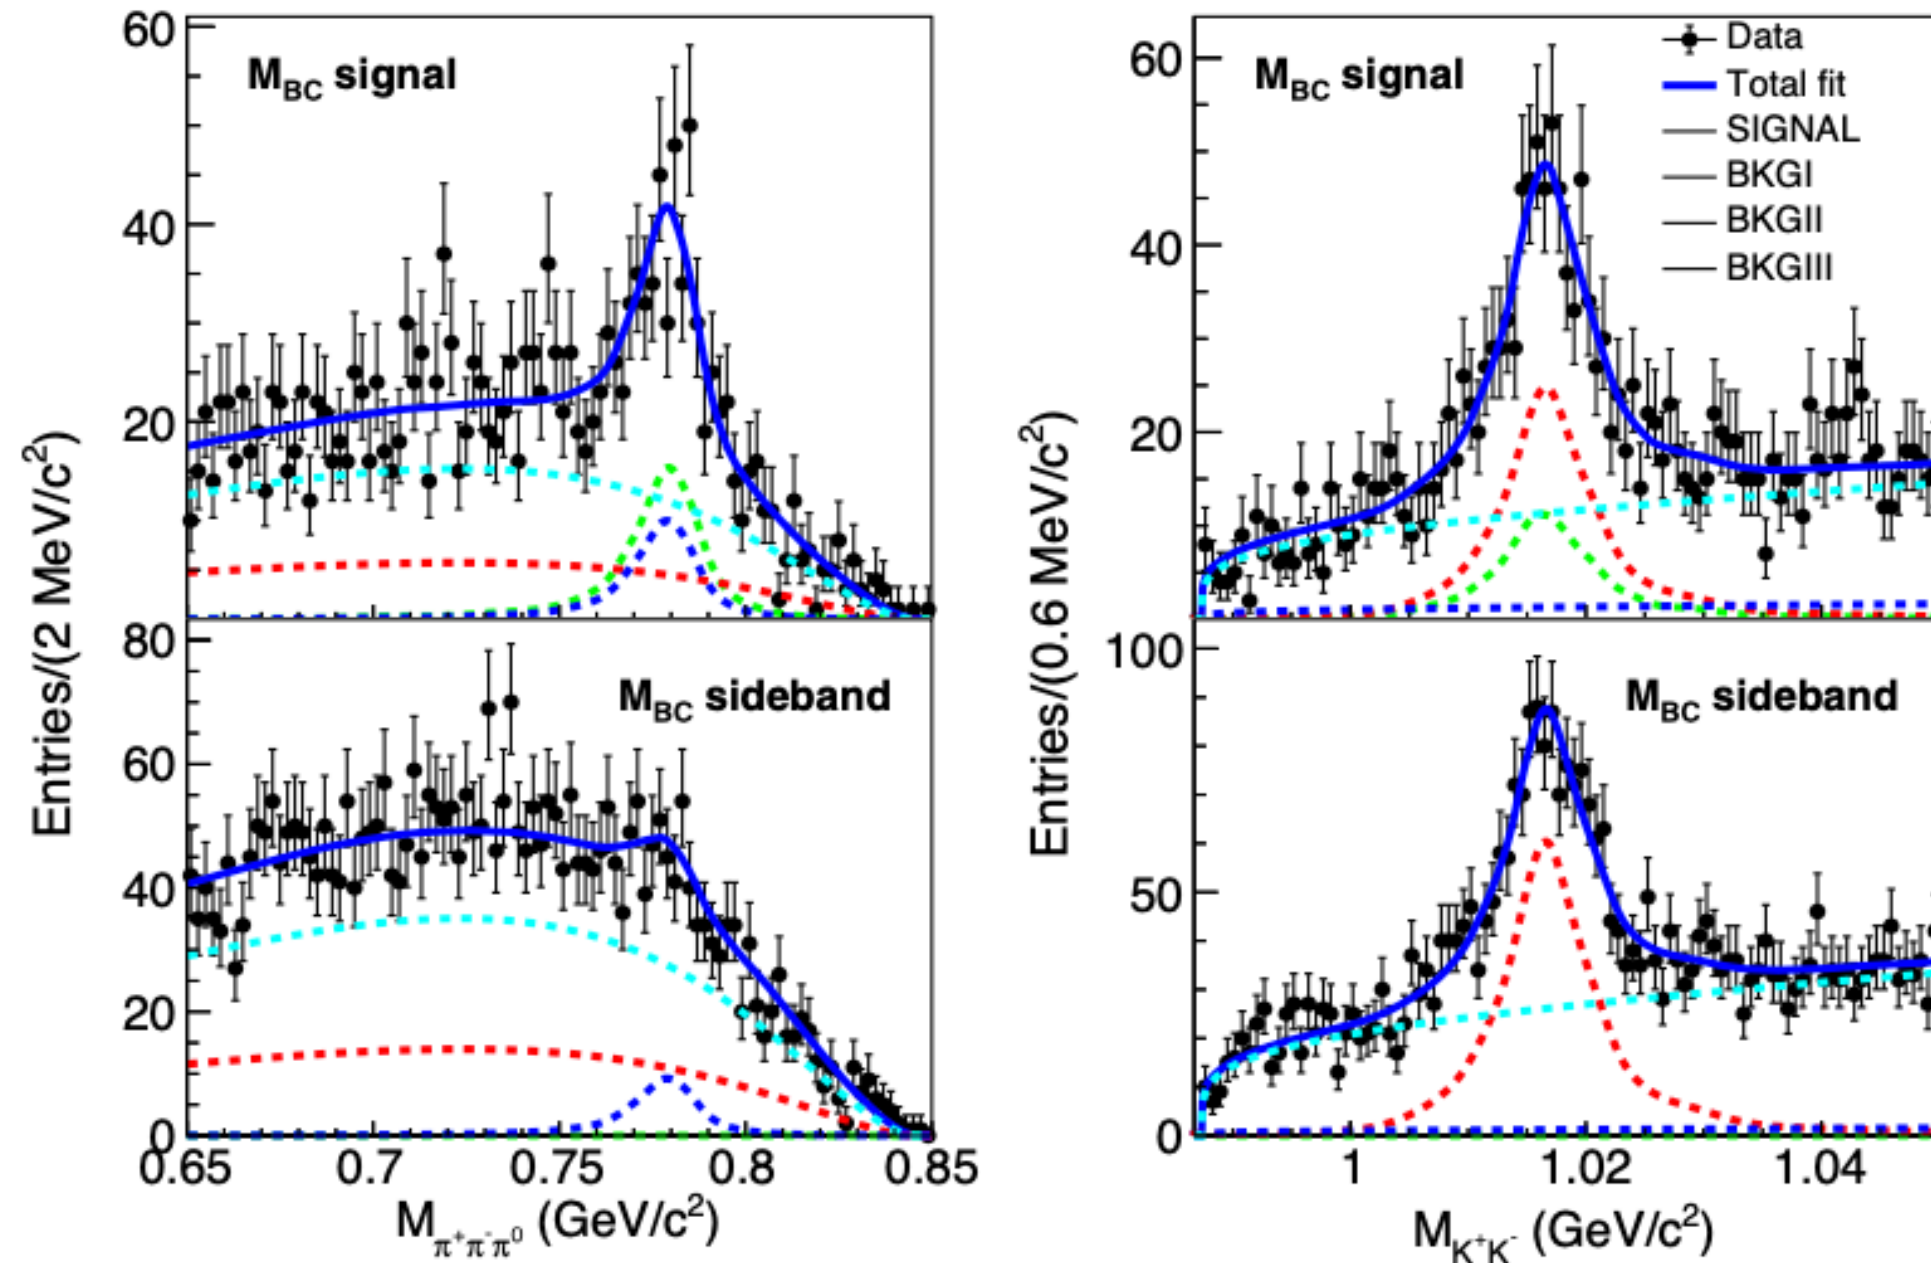 Entries/(2 MeV/c²)
60
40
20
M_BC signal
80
60
40
20
0
M_BC sideband
0.65 0.7 0.75 0.8 0.85
M_π⁺π⁻π⁰ (GeV/c²)
Entries/(0.6 MeV/c²)
60
40
20
M_BC signal
Data
Total fit
SIGNAL
BKGI
BKGII
BKGIII
100
50
0
M_BC sideband
1 1.02 1.04
M_K⁺K⁻ (GeV/c²)